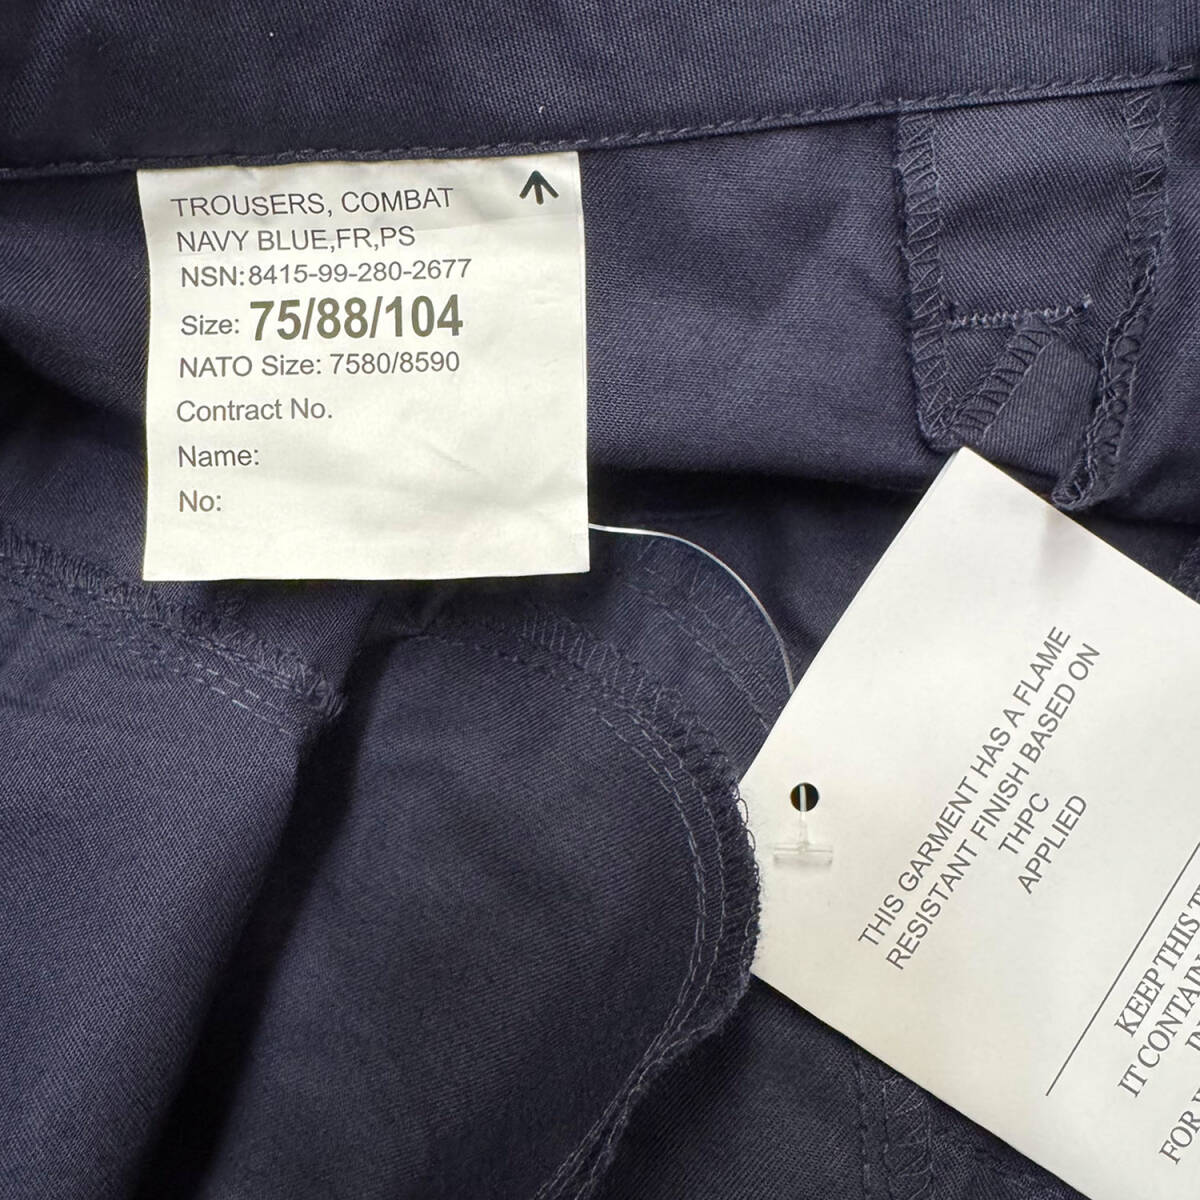 TROUSERS, COMBAT
NAVY BLUE,FR,PS
NSN:8415-99-280-2677
Size: 75/88/104
NATO Size: 7580/8590
Contract No.
Name:
No:
THIS GARMENT HAS A FLAME
RESISTANT FINISH BASED ON
THPC
APPLIED
KEEP THIS
IT
FOR